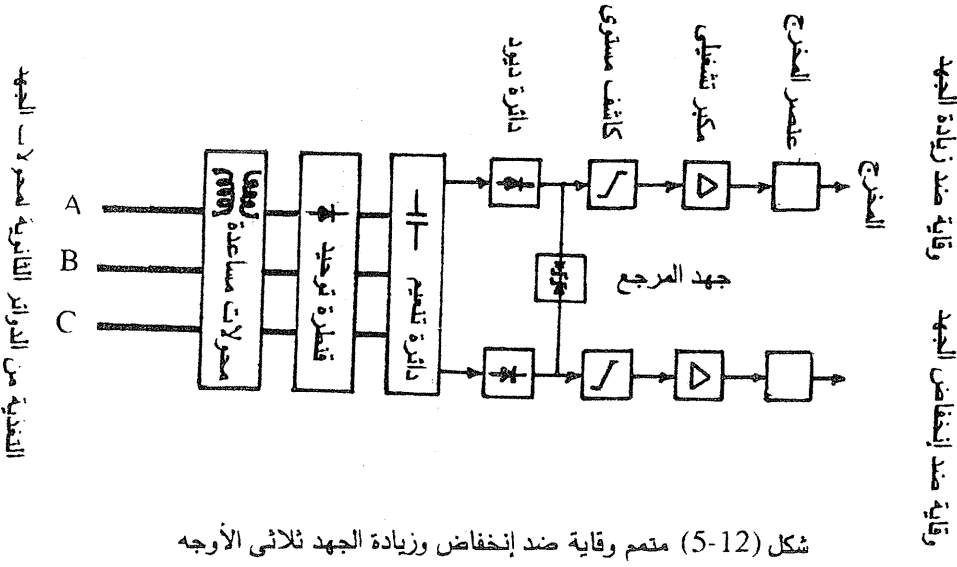 وقاية ضد زيادة الجهد
وقاية ضد إنخفاض الجهد
المخرج
عنصر المخرج
مكبر تشغيلى
كاشف مستوى
دائرة ديود
جهد المرجع
دائرة تنعيم
قنطرة توحيد
محولات مساعدة
A
B
C
التغذية من الدوائر الثانوية لمحولات الجهد
شكل (12-5) متمم وقاية ضد إنخفاض وزيادة الجهد ثلاثى الأوجه